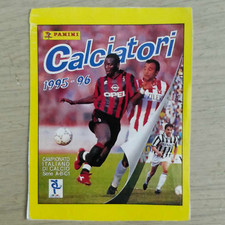 PANINI
Calciatori
1995-96
OPEL
CAMPIONATO
ITALIANO
DI CALCIO
Serie A-B-C1